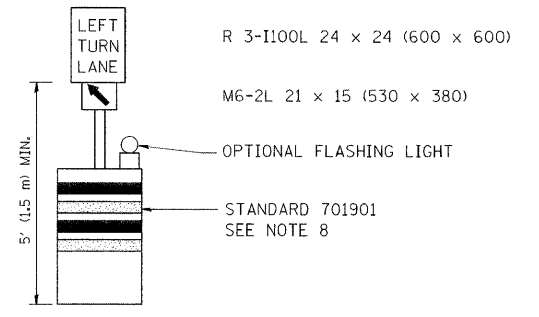 LEFT
TURN
LANE
R 3-I100L 24 x 24 (600 x 600)
M6-2L 21 x 15 (530 x 380)
OPTIONAL FLASHING LIGHT
5' (1.5 m) MIN.
STANDARD 701901
SEE NOTE 8